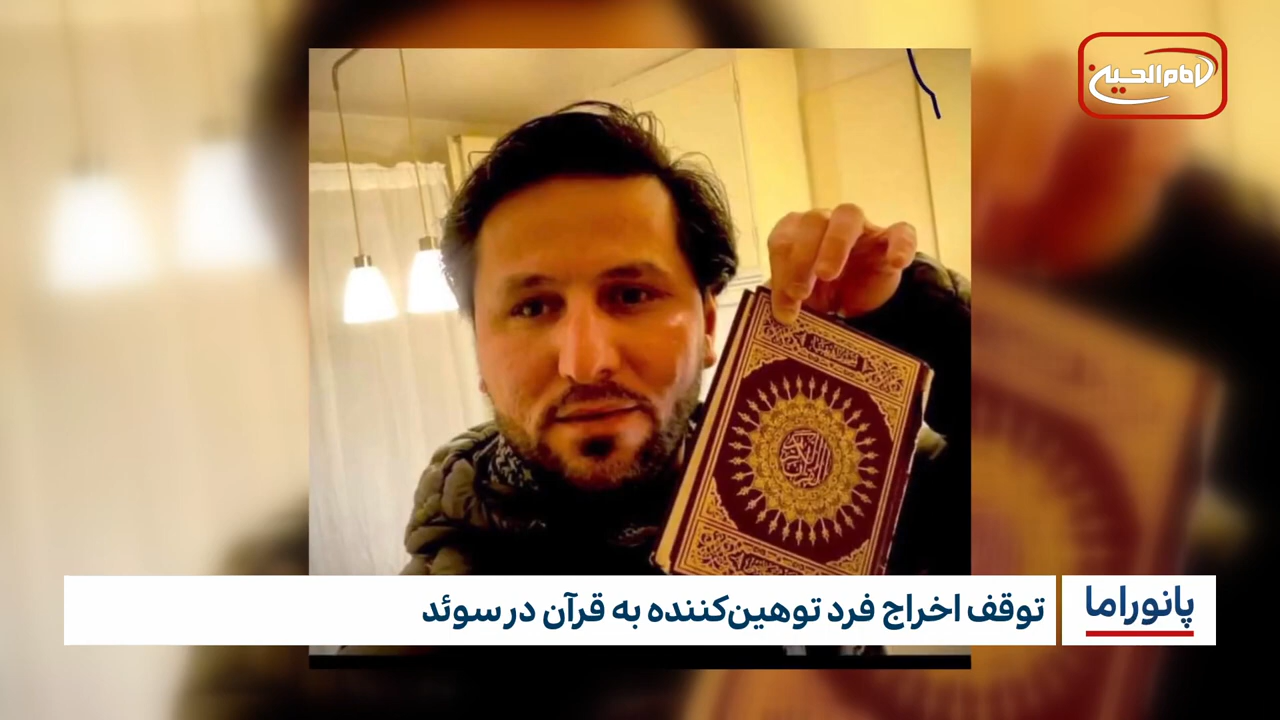 امام الحسین
پانوراما
توقف اخراج فرد توهین‌کننده به قرآن در سوئد